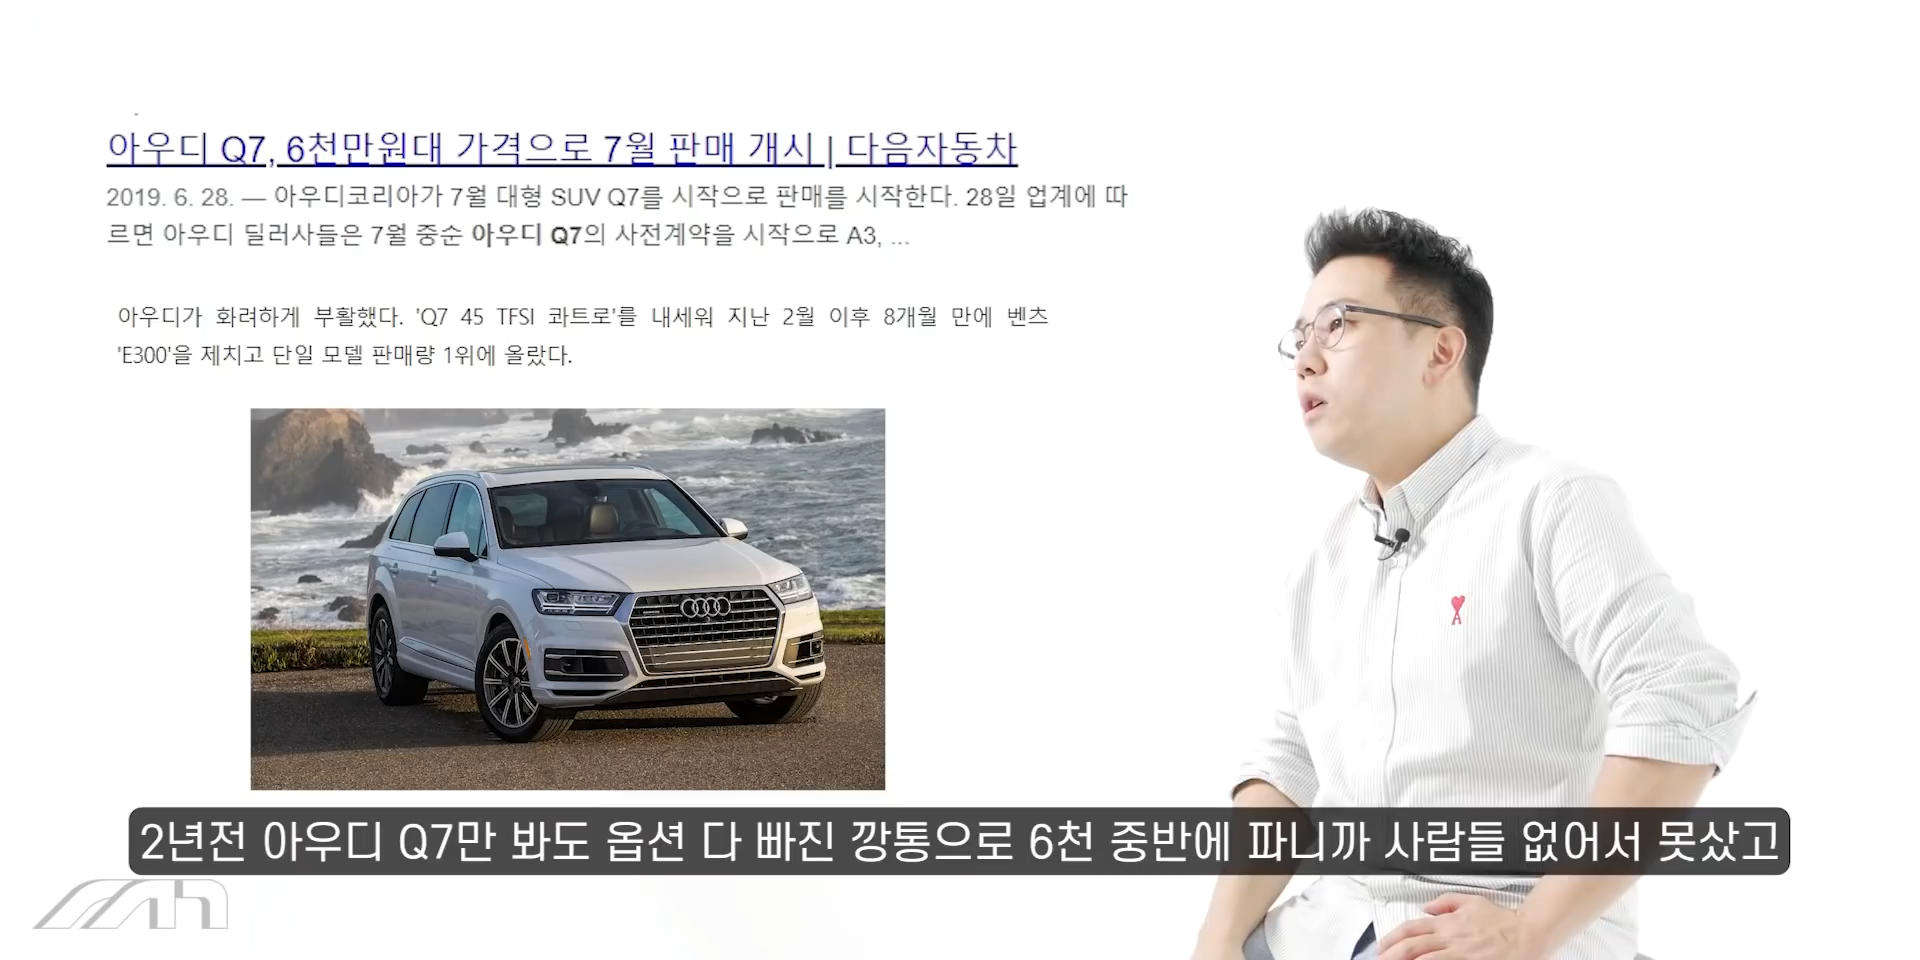 아우디 Q7, 6천만원대 가격으로 7월 판매 개시 | 다음자동차
2019. 6. 28. — 아우디코리아가 7월 대형 SUV Q7를 시작으로 판매를 시작한다. 28일 업계에 따
르면 아우디 딜러사들은 7월 중순 아우디 Q7의 사전계약을 시작으로 A3, ...
아우디가 화려하게 부활했다. 'Q7 45 TFSI 콰트로'를 내세워 지난 2월 이후 8개월 만에 벤츠
'E300'을 제치고 단일 모델 판매량 1위에 올랐다.
2년전 아우디 Q7만 봐도 옵션 다 빠진 깡통으로 6천 중반에 파니까 사람들 없어서 못샀고